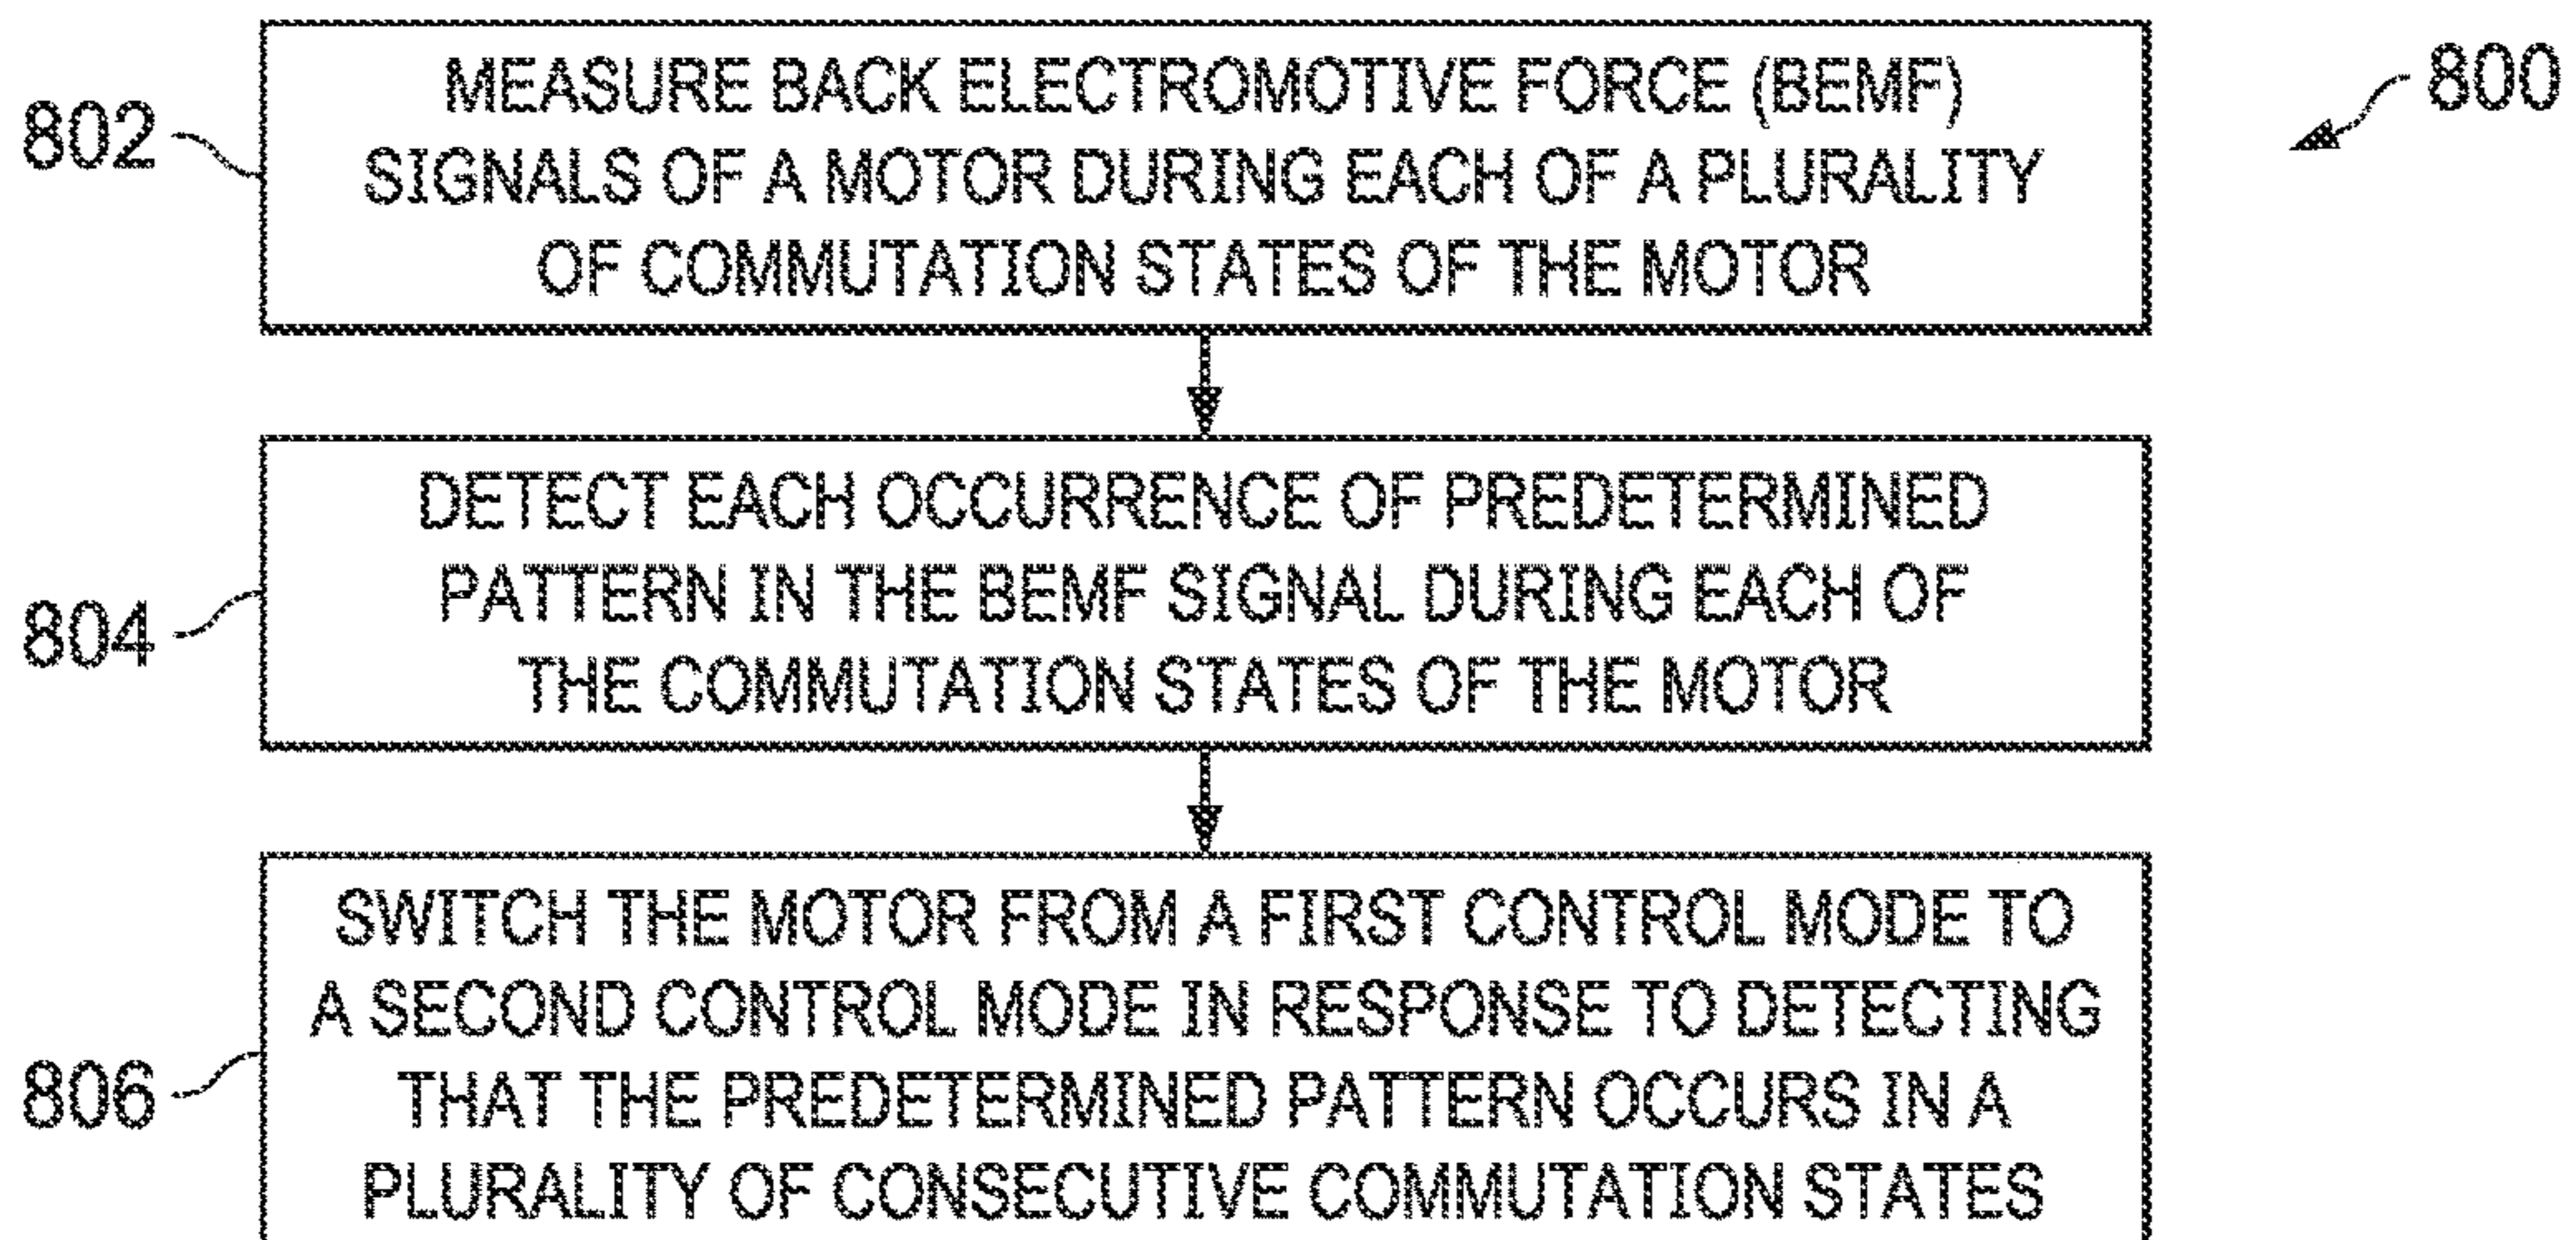 800
802
MEASURE BACK ELECTROMOTIVE FORCE (BEMF)
SIGNALS OF A MOTOR DURING EACH OF A PLURALITY
OF COMMUTATION STATES OF THE MOTOR
804
DETECT EACH OCCURRENCE OF PREDETERMINED
PATTERN IN THE BEMF SIGNAL DURING EACH OF
THE COMMUTATION STATES OF THE MOTOR
806
SWITCH THE MOTOR FROM A FIRST CONTROL MODE TO
A SECOND CONTROL MODE IN RESPONSE TO DETECTING
THAT THE PREDETERMINED PATTERN OCCURS IN A
PLURALITY OF CONSECUTIVE COMMUTATION STATES